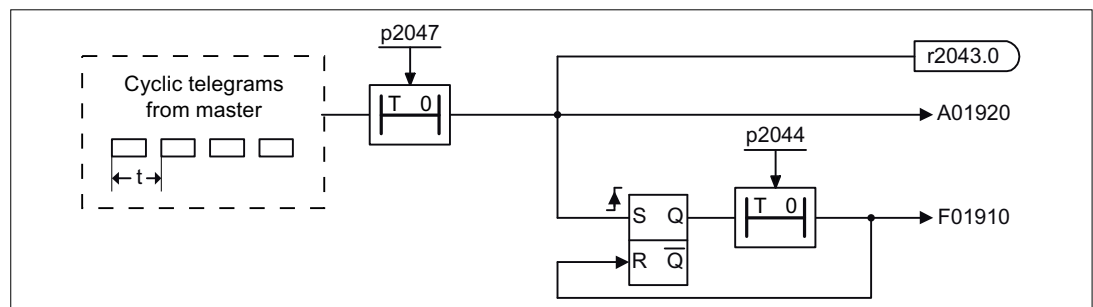 p2047
r2043.0
Cyclic telegrams
from master
T 0
A01920
p2044
t
T 0
S Q
F01910
R Q̅